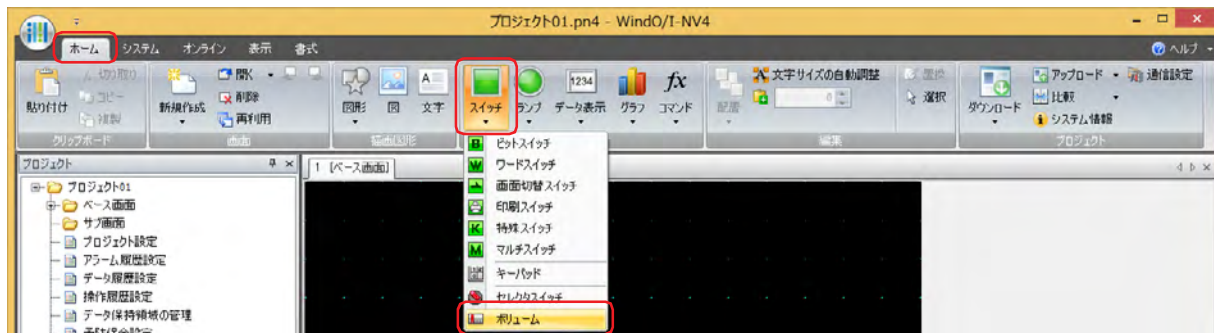 プロジェクト01.pn4 - WindO/I-NV4
ホーム システム オンライン 表示 書式 ヘルプ
貼り付け 切り取り コピー 複製
クリップボード
新規作成 開く 削除 再利用
画面
図形 図 文字
描画図形
スイッチ ランプ データ表示 グラフ コマンド
1234
fx
配置 文字サイズの自動調整 0 置換 選択
編集
ダウンロード アップロード 比較 システム情報 通信設定
プロジェクト
プロジェクト
プロジェクト01
ベース画面
サブ画面
プロジェクト設定
アラーム履歴設定
データ履歴設定
操作履歴設定
データ保持領域の管理
予防保全設定
1 [ベース画面]
B ビットスイッチ
W ワードスイッチ
画面切替スイッチ
印刷スイッチ
K 特殊スイッチ
M マルチスイッチ
キーパッド
セレクタスイッチ
ボリューム